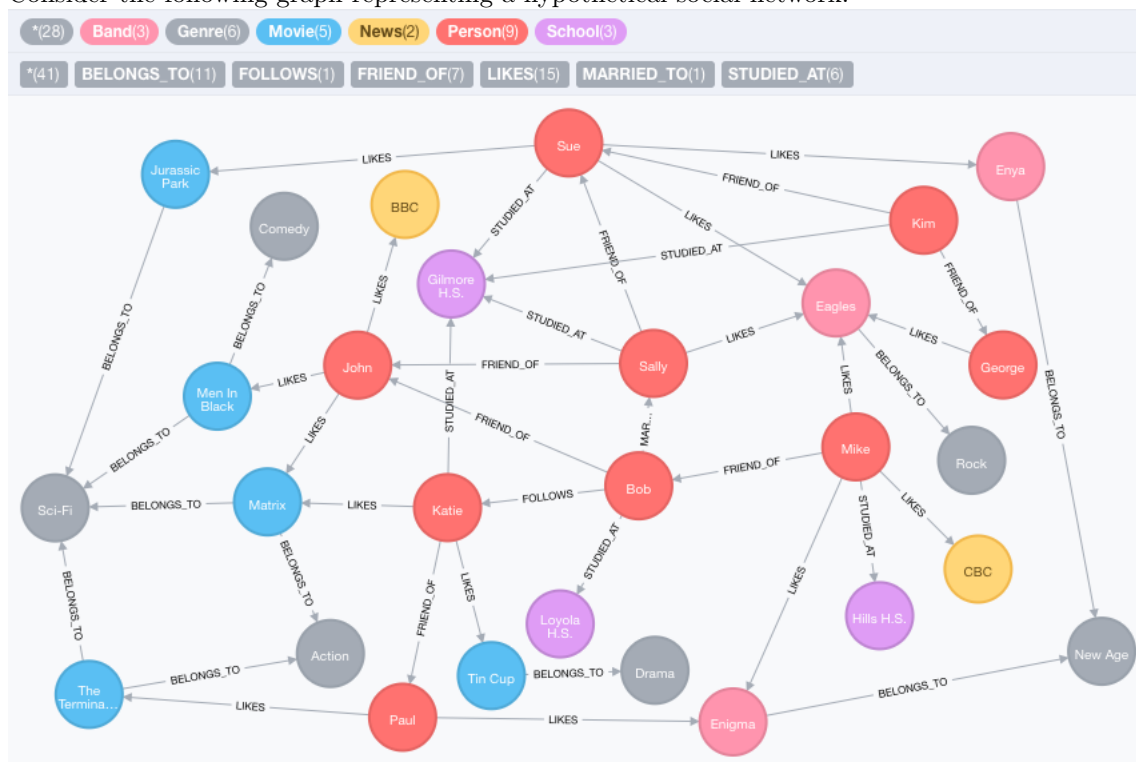 Consider the following graph representing a hypothetical social network.
*(28) Band(3) Genre(6) Movie(5) News(2) Person(9) School(3)
*(41) BELONGS_TO(11) FOLLOWS(1) FRIEND_OF(7) LIKES(15) MARRIED_TO(1) STUDIED_AT(6)
Sue
LIKES
LIKES
Jurassic
Park
Enya
FRIEND_OF
BBC
STUDIED_AT
LIKES
Kim
Comedy
FRIEND_OF
STUDIED_AT
Gilmore
H.S.
LIKES
FRIEND_OF
Eagles
BELONGS_TO
BELONGS_TO
STUDIED_AT
LIKES
LIKES
John
FRIEND_OF
Sally
George
LIKES
BELONGS_TO
Men In
Black
LIKES
STUDIED_AT
LIKES
BELONGS_TO
FRIEND_OF
MAR...
BELONGS_TO
Mike
Rock
FRIEND_OF
Bob
FOLLOWS
LIKES
Sci-Fi
BELONGS_TO
Matrix
LIKES
Katie
STUDIED_AT
STUDIED_AT
LIKES
BELONGS_TO
BELONGS_TO
LIKES
CBC
FRIEND_OF
Loyola
H.S.
Hills H.S.
Action
New Age
BELONGS_TO
Tin Cup
BELONGS_TO
Drama
BELONGS_TO
The
Termina...
LIKES
Paul
LIKES
Enigma